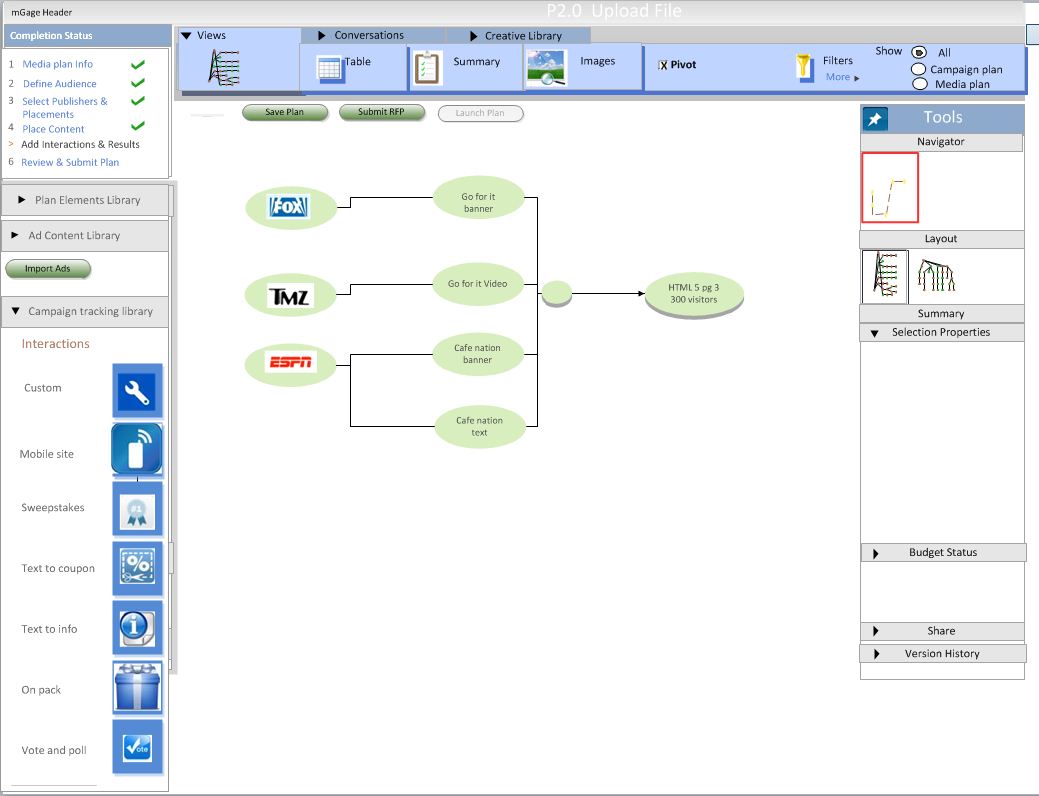 mGage Header
P2.0 Upload File
Completion Status
1 Media plan Info
2 Define Audience
3 Select Publishers &
Placements
4 Place Content
> Add Interactions & Results
6 Review & Submit Plan
Plan Elements Library
Ad Content Library
Import Ads
Campaign tracking library
Interactions
Custom
Mobile site
Sweepstakes
#1
Text to coupon
%
Text to info
i
On pack
Vote and poll
Vote
Views
Conversations
Creative Library
Table
Summary
Images
X Pivot
Filters
More
Show
All
Campaign plan
Media plan
Save Plan
Submit RFP
Launch Plan
FOX
Go for it
banner
TMZ
Go for it Video
HTML 5 pg 3
300 visitors
ESPN
Cafe nation
banner
Cafe nation
text
Tools
Navigator
Layout
Summary
Selection Properties
Budget Status
Share
Version History